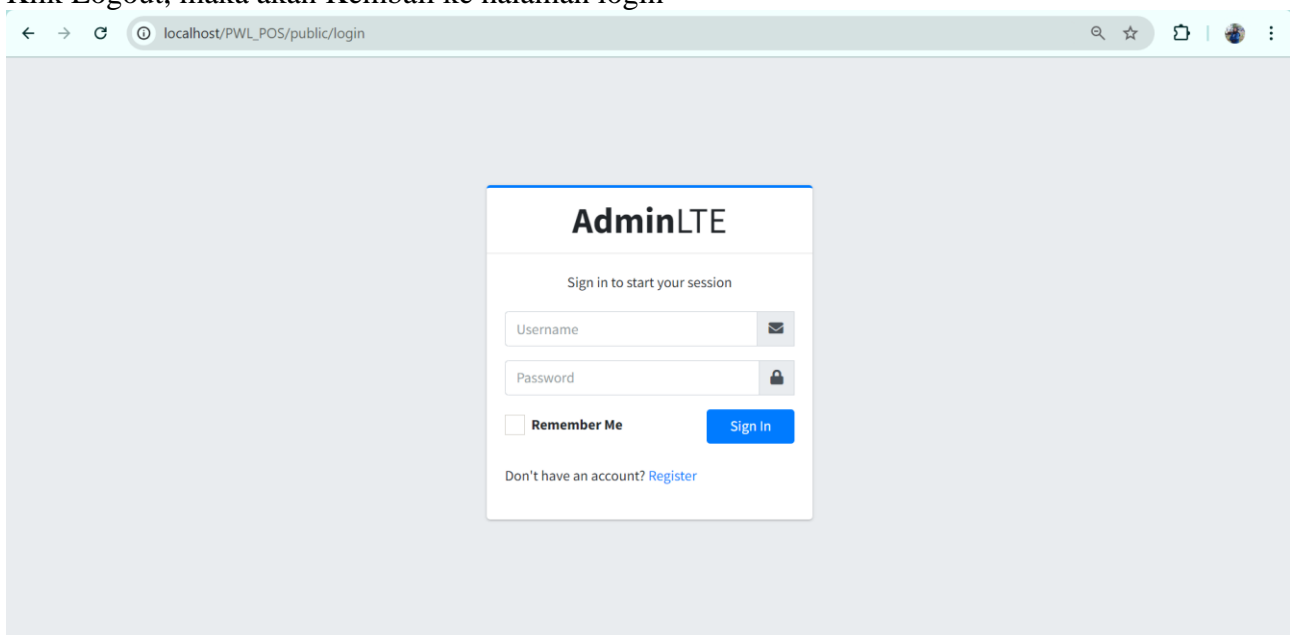 Klik Logout, maka akan Kembali ke halaman login
localhost/PWL_POS/public/login
AdminLTE
Sign in to start your session
Username
Password
Remember Me
Sign In
Don't have an account? Register